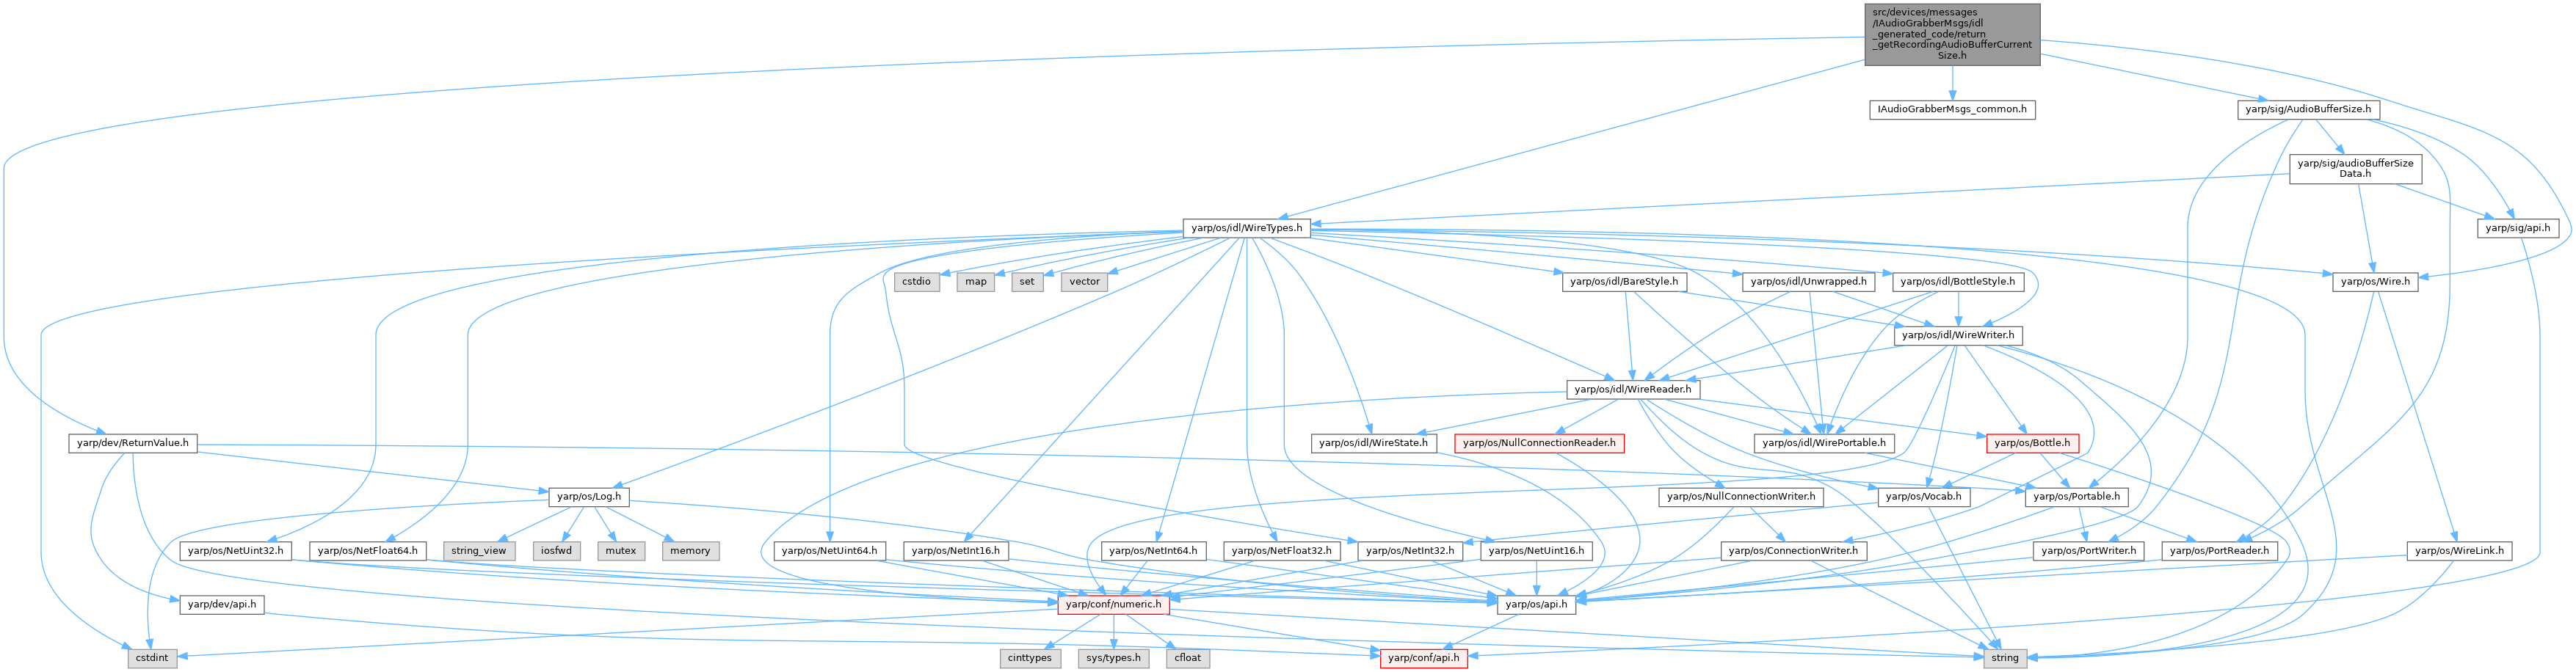 src/devices/messages
/IAudioGrabberMsgs/idl
_generated_code/return
_getRecordingAudioBufferCurrent
Size.h
IAudioGrabberMsgs_common.h
yarp/sig/AudioBufferSize.h
yarp/sig/audioBufferSize
Data.h
yarp/os/idl/WireTypes.h
yarp/sig/api.h
cstdio
map
set
vector
yarp/os/idl/BareStyle.h
yarp/os/idl/Unwrapped.h
yarp/os/idl/BottleStyle.h
yarp/os/Wire.h
yarp/os/idl/WireWriter.h
yarp/os/idl/WireReader.h
yarp/dev/ReturnValue.h
yarp/os/idl/WireState.h
yarp/os/NullConnectionReader.h
yarp/os/idl/WirePortable.h
yarp/os/Bottle.h
yarp/os/Log.h
yarp/os/NullConnectionWriter.h
yarp/os/Vocab.h
yarp/os/Portable.h
yarp/os/NetUint32.h
yarp/os/NetFloat64.h
string_view
iosfwd
mutex
memory
yarp/os/NetUint64.h
yarp/os/NetInt16.h
yarp/os/NetInt64.h
yarp/os/NetFloat32.h
yarp/os/NetInt32.h
yarp/os/NetUint16.h
yarp/os/ConnectionWriter.h
yarp/os/PortWriter.h
yarp/os/PortReader.h
yarp/os/WireLink.h
yarp/dev/api.h
yarp/conf/numeric.h
yarp/os/api.h
cstdint
cinttypes
sys/types.h
cfloat
yarp/conf/api.h
string